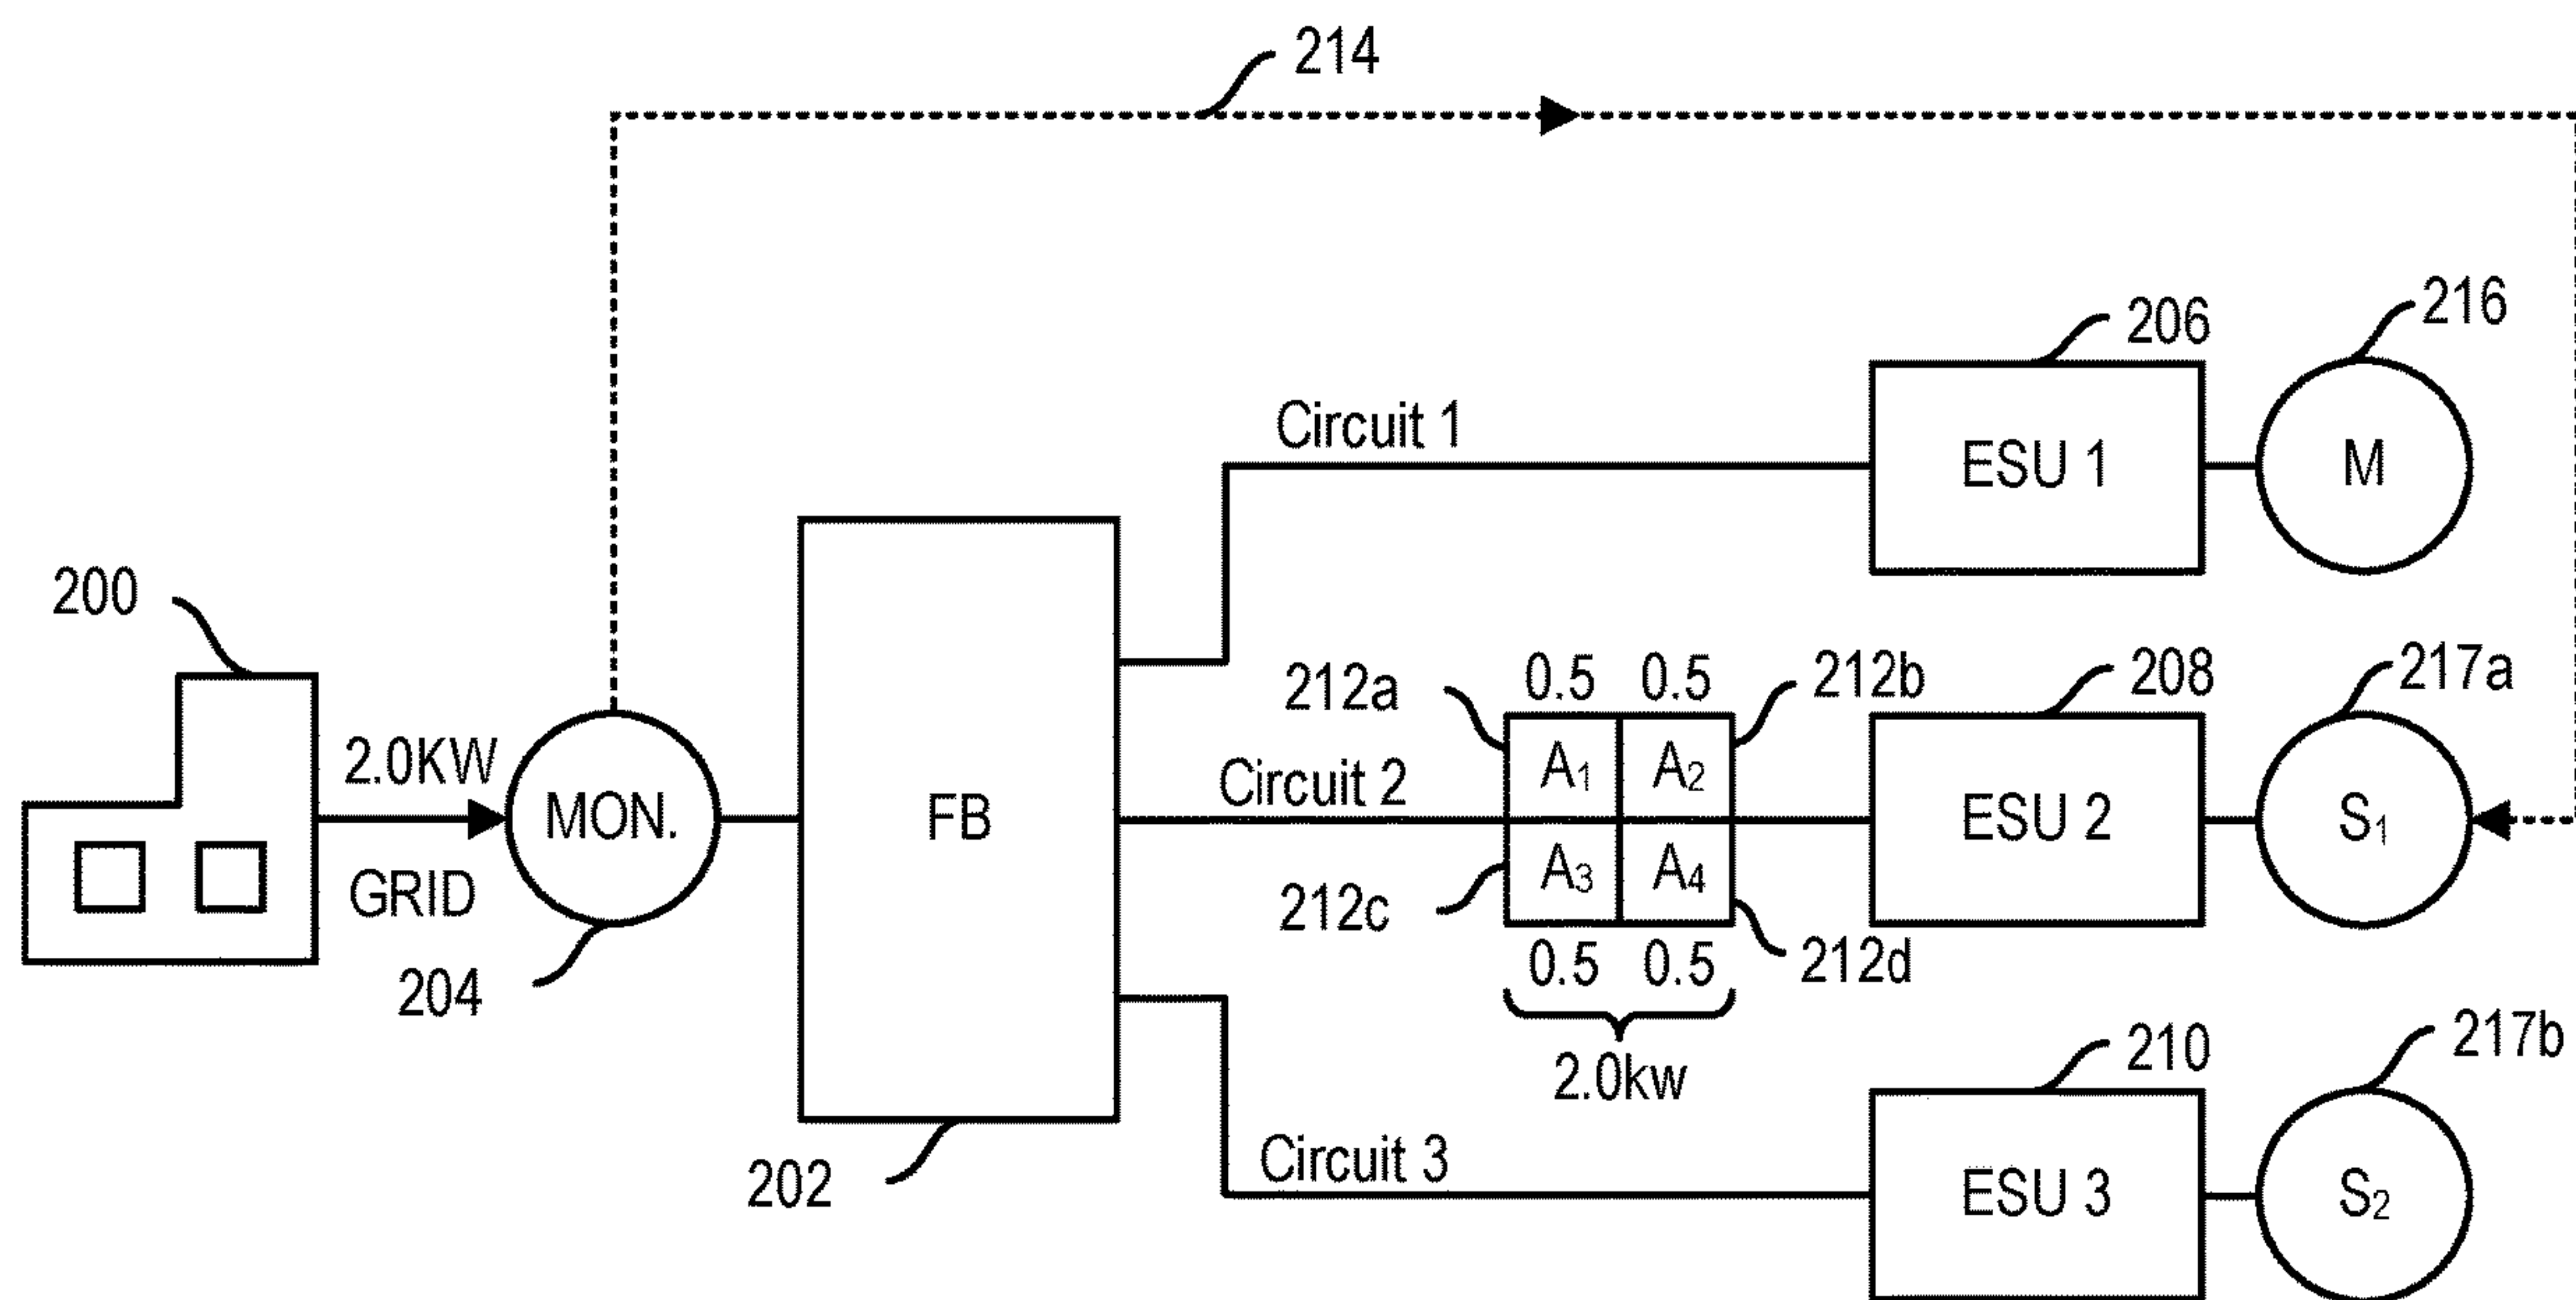 214
206
216
Circuit 1
ESU 1
M
200
2.0KW
GRID
MON.
204
FB
202
212a
0.5
0.5
212b
208
217a
Circuit 2
A1
A2
A3
A4
ESU 2
S1
212c
0.5
0.5
212d
2.0kw
210
217b
Circuit 3
ESU 3
S2